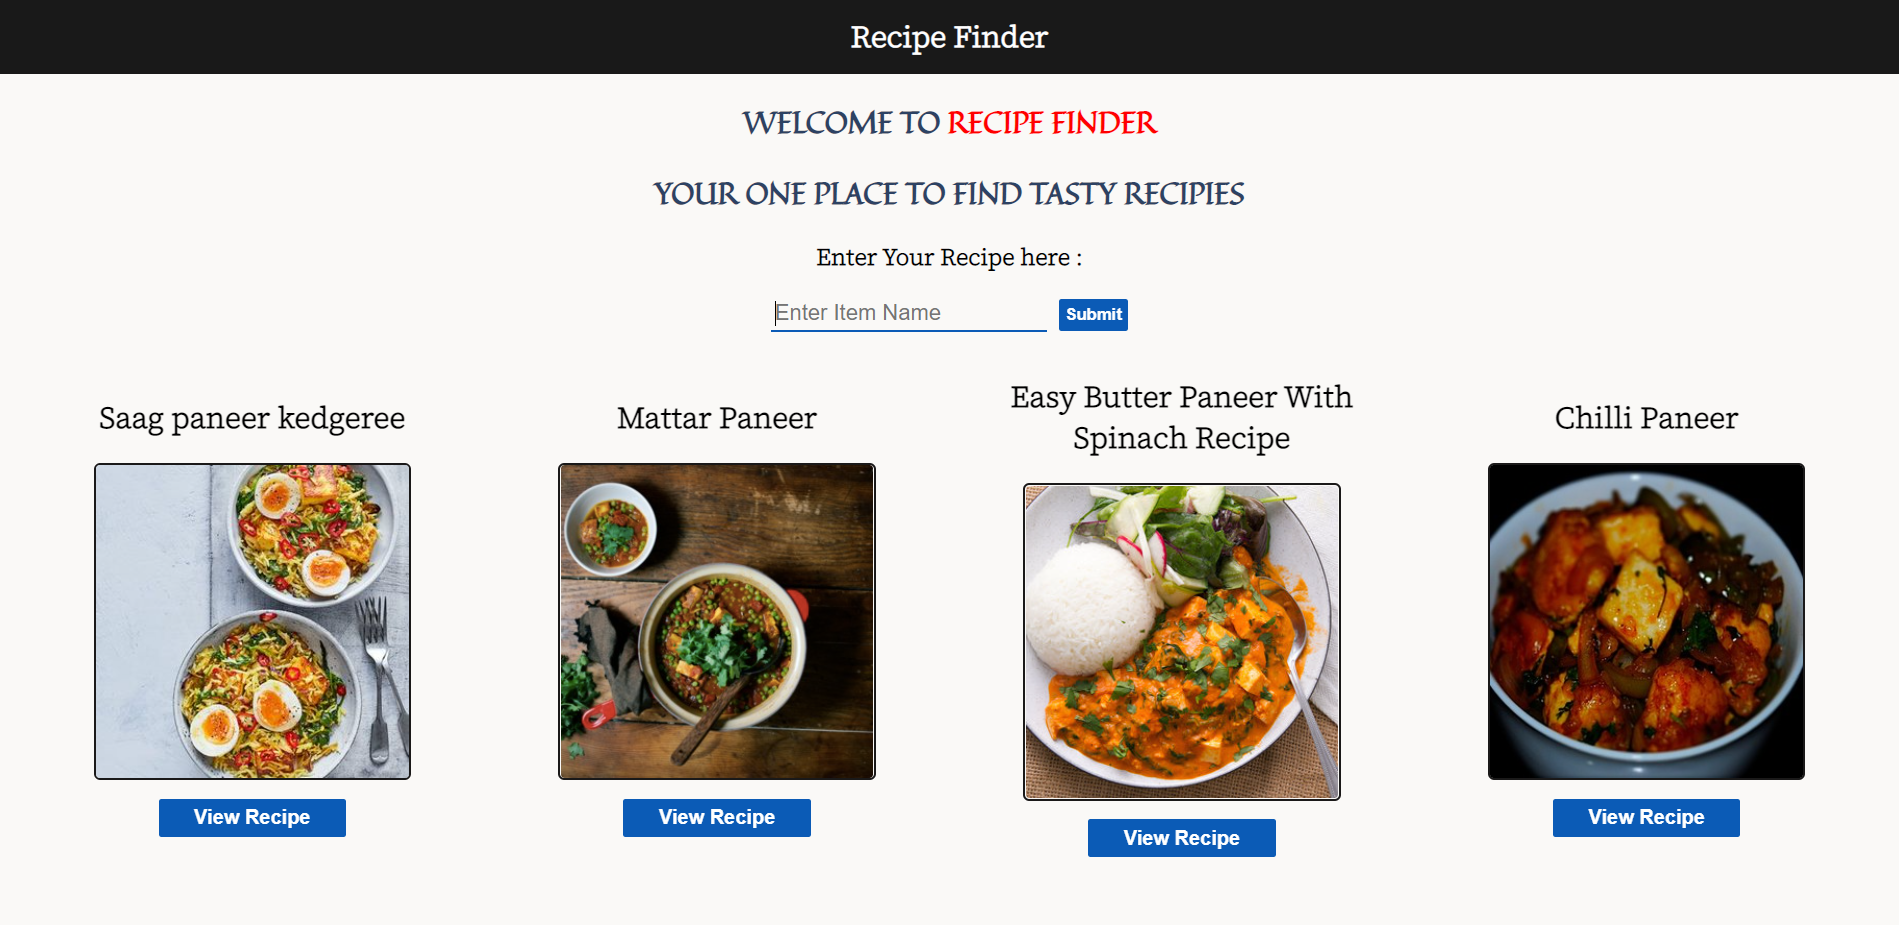 Recipe Finder
WELCOME TO RECIPE FINDER
YOUR ONE PLACE TO FIND TASTY RECIPIES
Enter Your Recipe here :
Enter Item Name
Submit
Saag paneer kedgeree
View Recipe
Mattar Paneer
View Recipe
Easy Butter Paneer With
Spinach Recipe
View Recipe
Chilli Paneer
View Recipe